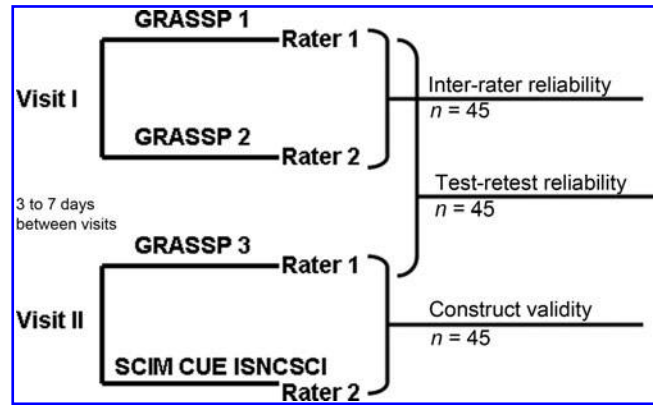 GRASSP 1
Rater 1
Visit I
Inter-rater reliability
n = 45
GRASSP 2
Rater 2
Test-retest reliability
n = 45
3 to 7 days
between visits
GRASSP 3
Rater 1
Visit II
Construct validity
n = 45
SCIM CUE ISNCSCI
Rater 2